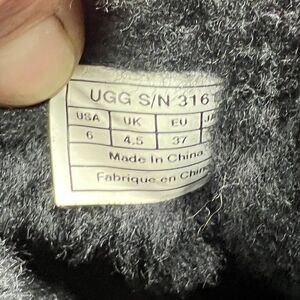 UGG S/N 316
USA UK EU
6 4.5 37
Made In China
Fabrique en Chine